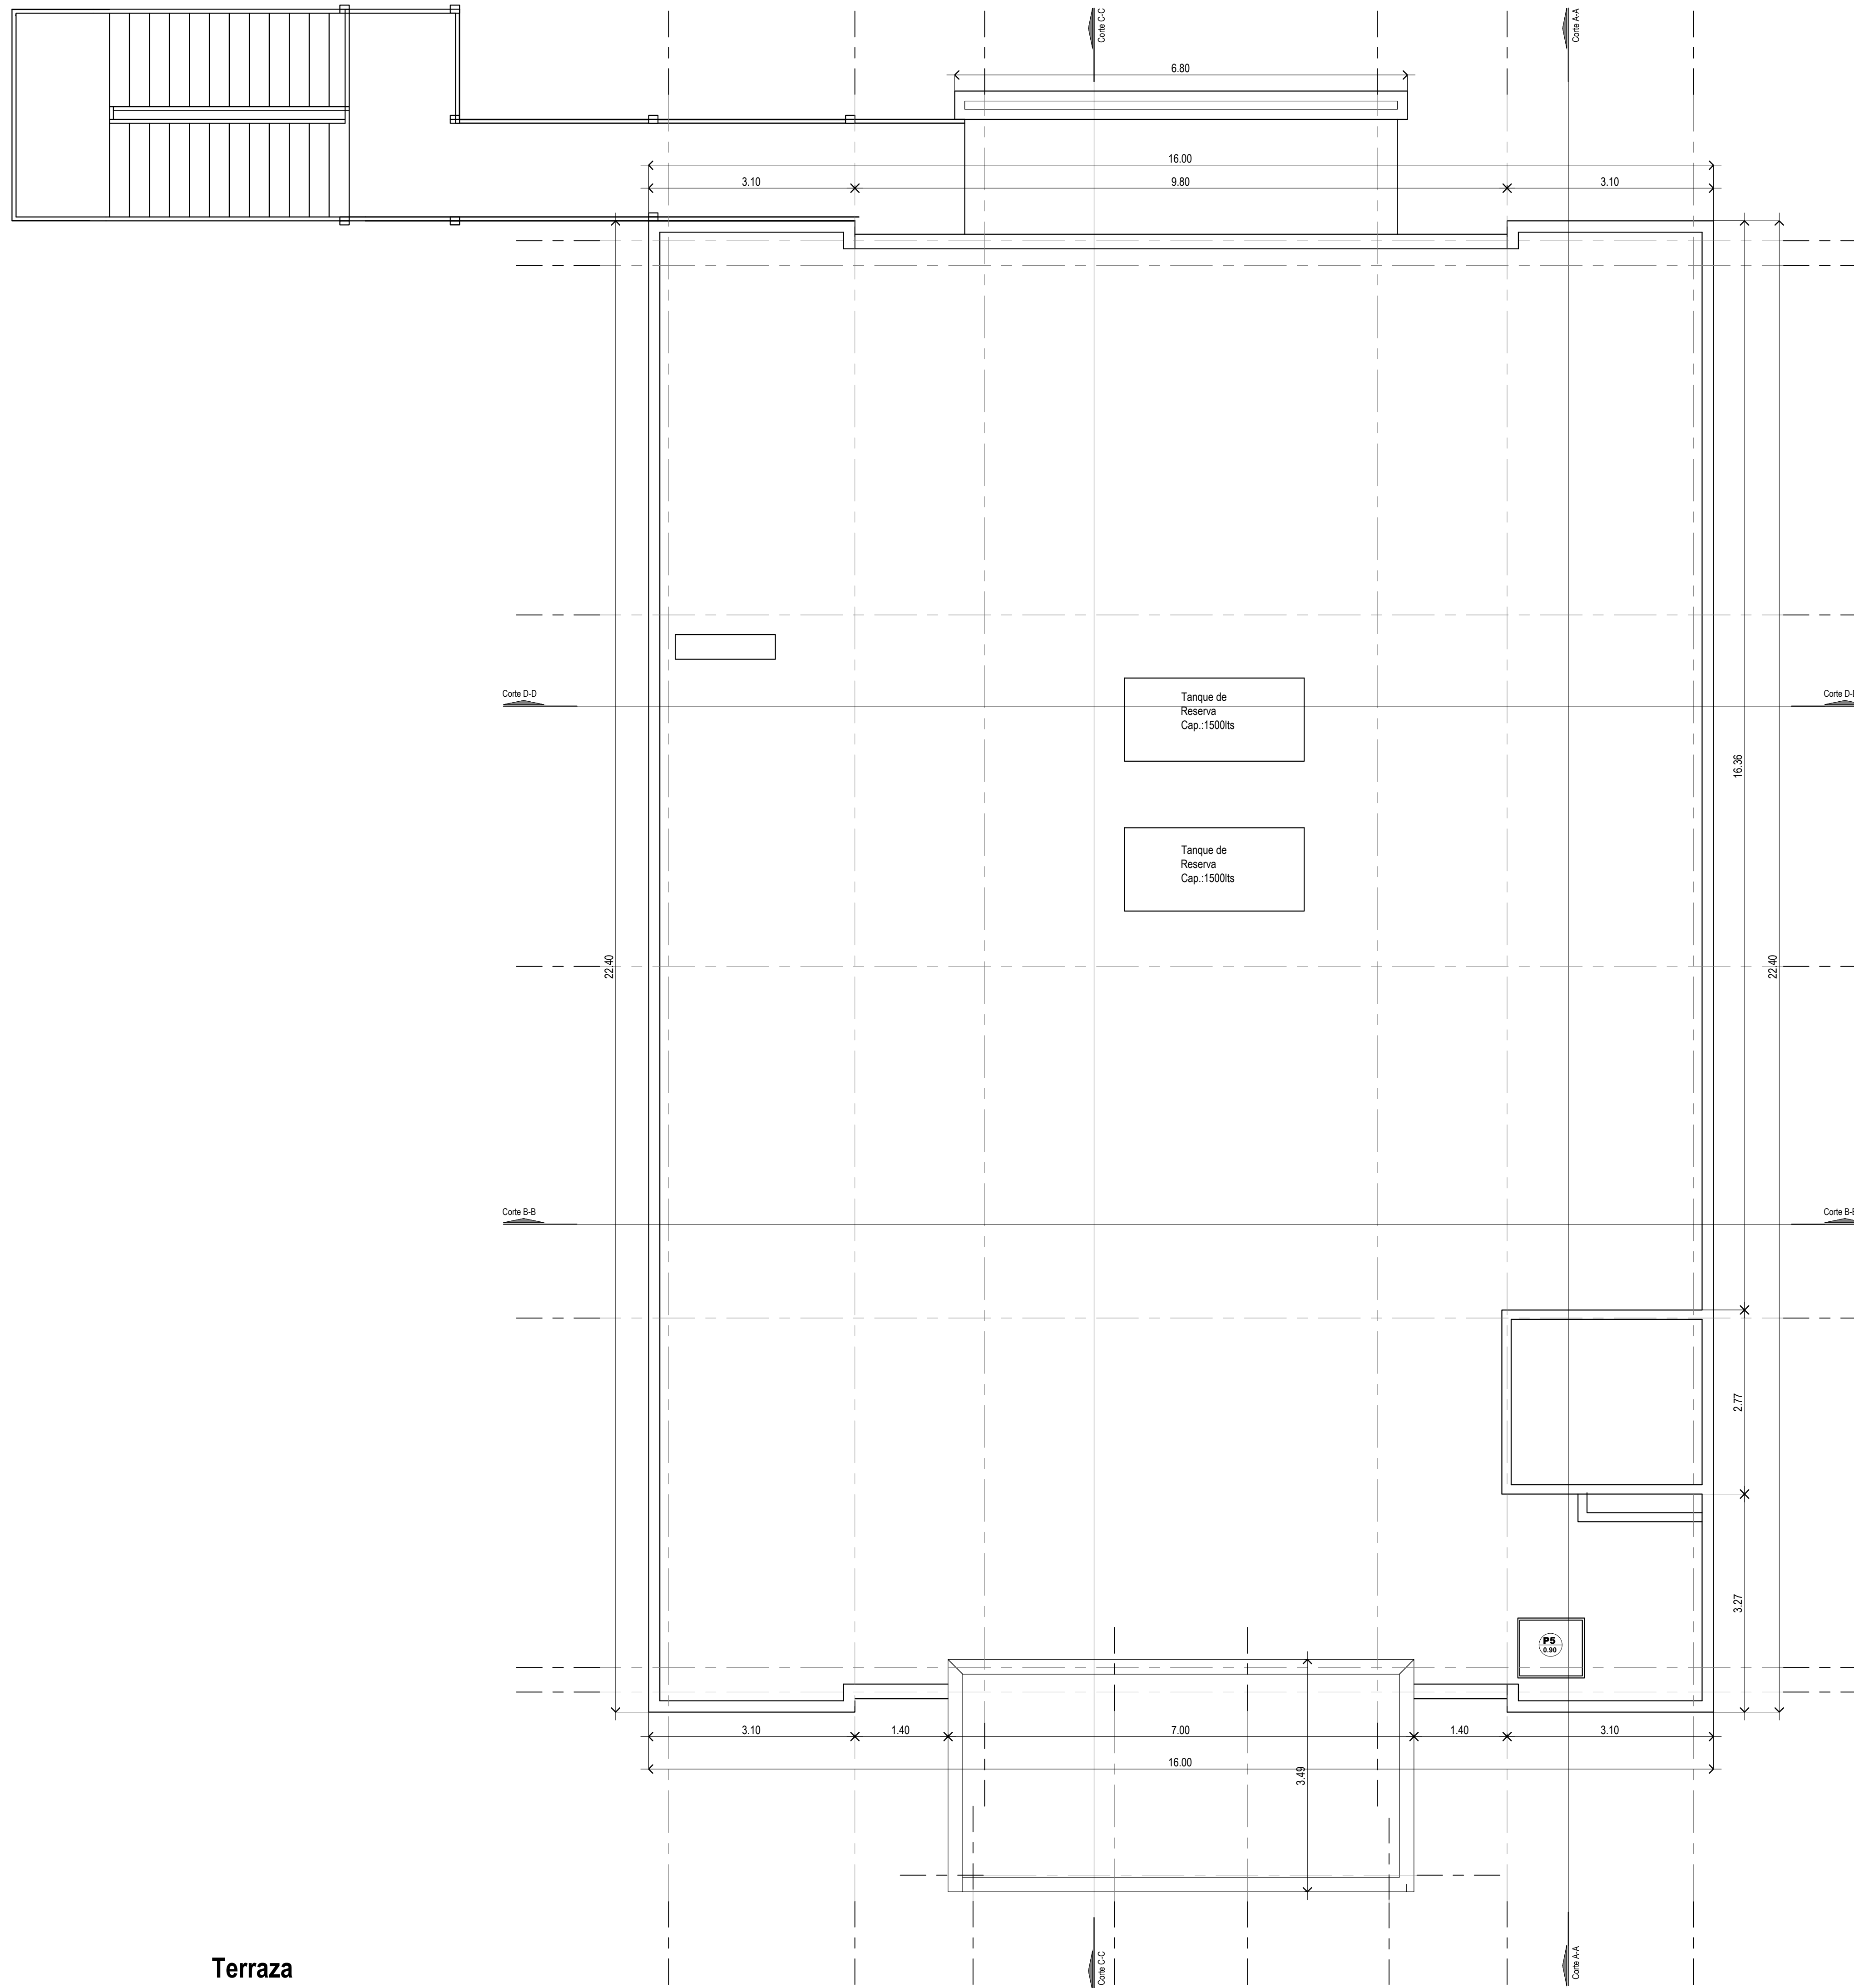 Corte C-C
Corte A-A
6.80
16.00
3.10
9.80
3.10
Corte D-D
Corte D-D
Tanque de
Reserva
Cap.:1500lts
16.36
Tanque de
Reserva
Cap.:1500lts
22.40
22.40
Corte B-B
Corte B-B
2.77
3.27
P5
0.90
3.10
1.40
7.00
1.40
3.10
16.00
3.49
Corte C-C
Corte A-A
Terraza